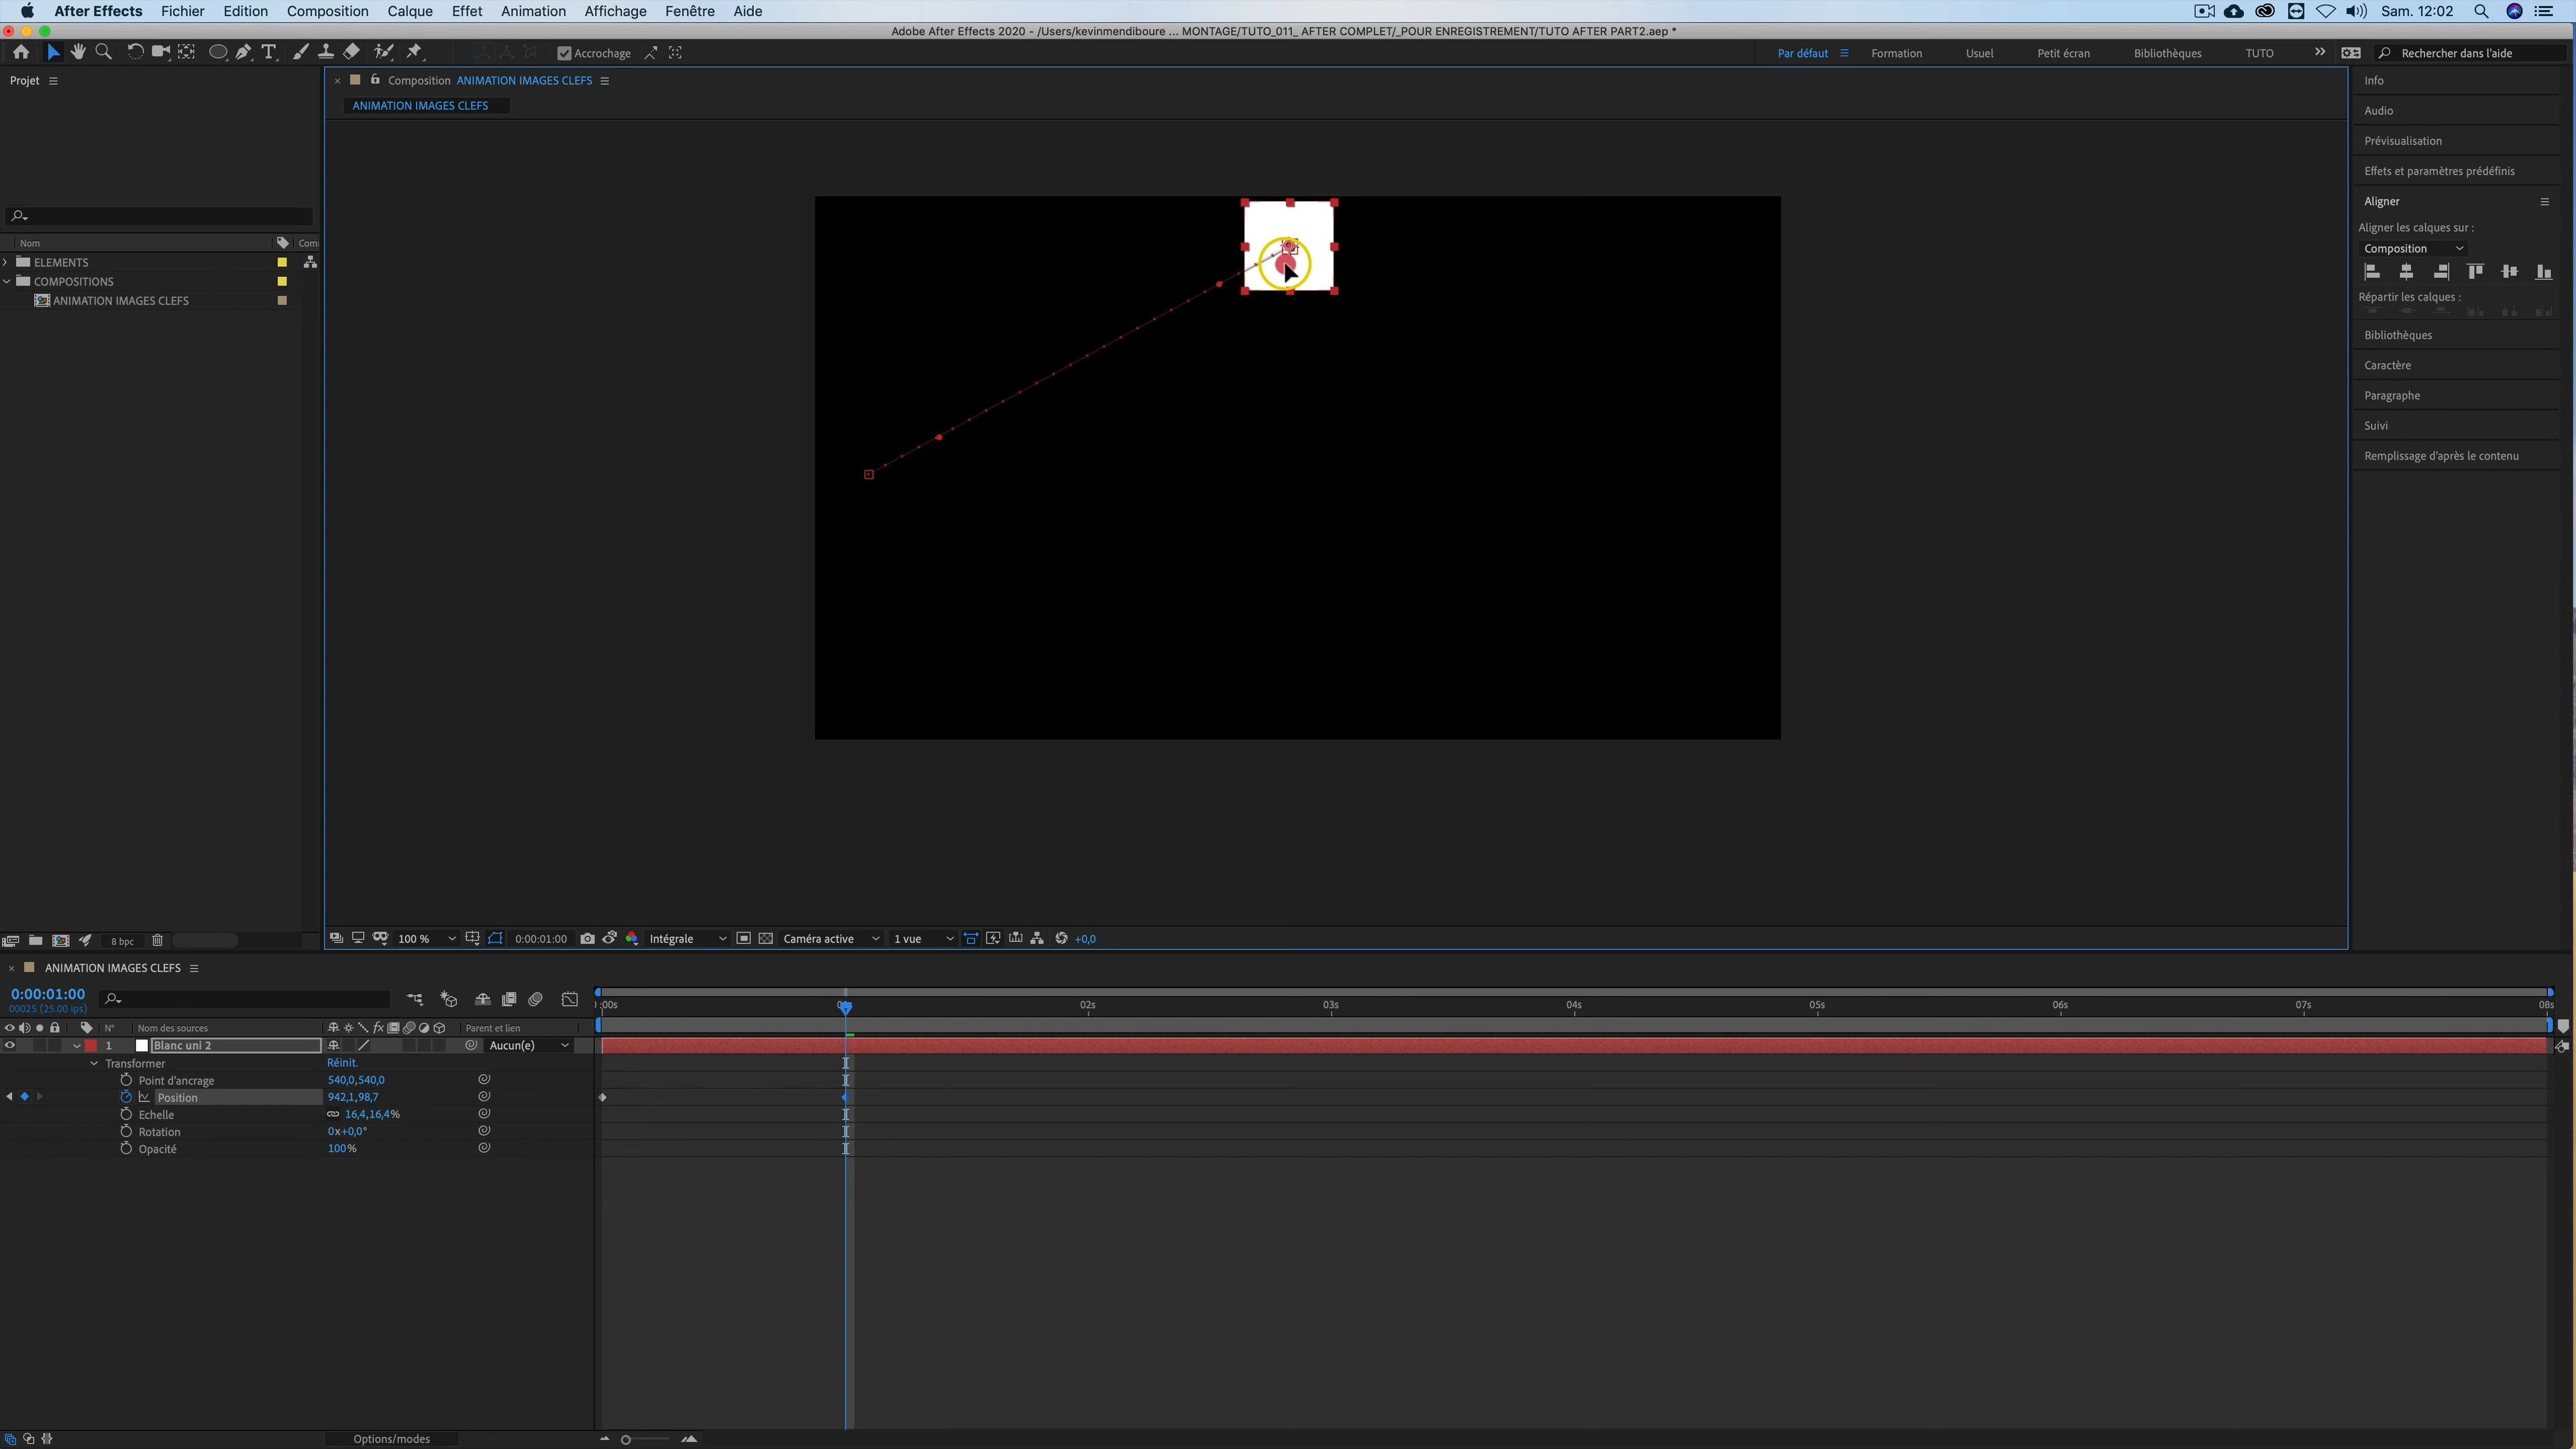 After Effects Fichier Edition Composition Calque Effet Animation Affichage Fenêtre Aide Sam. 12:02
Adobe After Effects 2020 - /Users/kevinmendiboure ... MONTAGE/TUTO_011_ AFTER COMPLET/_POUR ENREGISTREMENT/TUTO AFTER PART2.aep *
Accrochage Par défaut Formation Usuel Petit écran Bibliothèques TUTO Rechercher dans l'aide
Projet
Composition ANIMATION IMAGES CLEFS
ANIMATION IMAGES CLEFS
Nom Com
ELEMENTS
COMPOSITIONS
ANIMATION IMAGES CLEFS
Info
Audio
Prévisualisation
Effets et paramètres prédéfinis
Aligner
Aligner les calques sur :
Composition
Répartir les calques :
Bibliothèques
Caractère
Paragraphe
Suivi
Remplissage d'après le contenu
8 bpc
100 % 0:00:01:00 Intégrale Caméra active 1 vue +0,0
ANIMATION IMAGES CLEFS
0:00:01:00
00025 (25.00 ips)
:00s 02s 03s 04s 05s 06s 07s 08s
N° Nom des sources fx Parent et lien
1 Blanc uni 2 Aucun(e)
Transformer Réinit.
Point d'ancrage 540,0,540,0
Position 942,1,98,7
Echelle 16,4,16,4%
Rotation 0x+0,0°
Opacité 100%
Options/modes